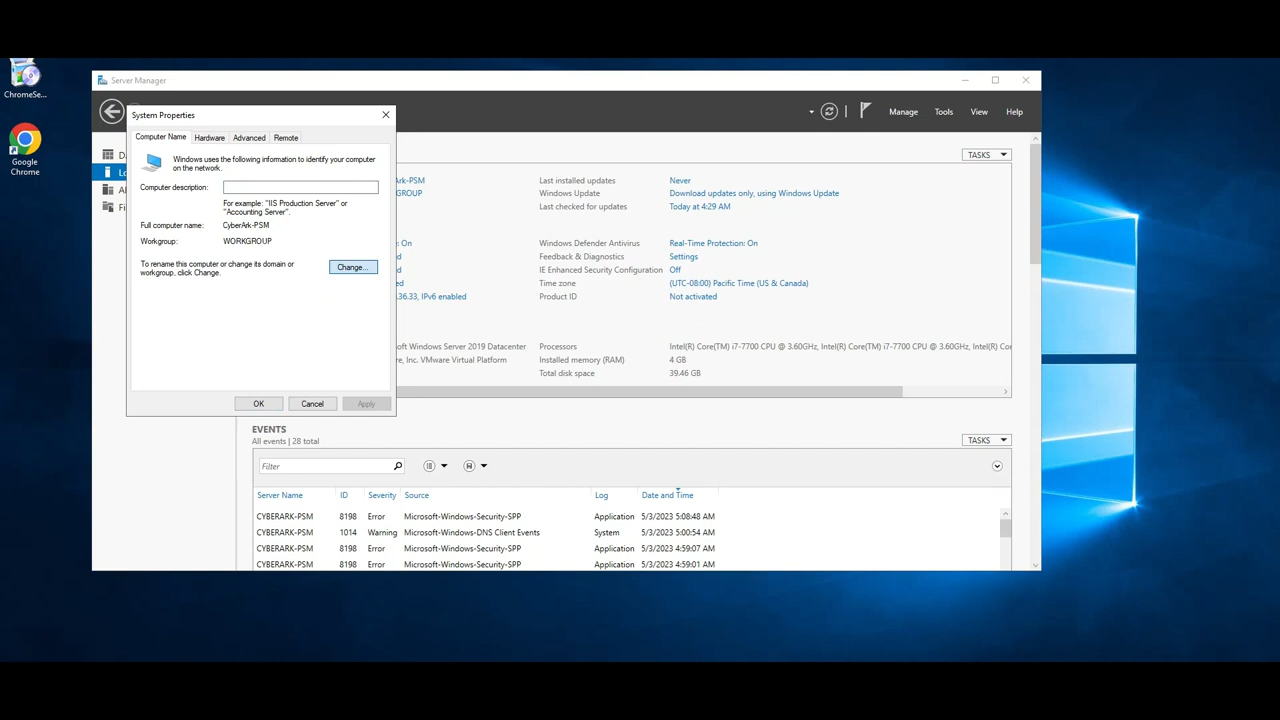 ChromeSe...
Google
Chrome
Server Manager
Manage Tools View Help
System Properties
Computer Name Hardware Advanced Remote
Windows uses the following information to identify your computer
on the network.
Computer description:
For example: "IIS Production Server" or
"Accounting Server".
Full computer name: CyberArk-PSM
Workgroup: WORKGROUP
To rename this computer or change its domain or
workgroup, click Change.
Change...
OK Cancel Apply
TASKS
Last installed updates Never
Windows Update Download updates only, using Windows Update
Last checked for updates Today at 4:29 AM
: On Windows Defender Antivirus Real-Time Protection: On
Feedback & Diagnostics Settings
IE Enhanced Security Configuration Off
Time zone (UTC-08:00) Pacific Time (US & Canada)
.36.33, IPv6 enabled Product ID Not activated
soft Windows Server 2019 Datacenter Processors Intel(R) Core(TM) i7-7700 CPU @ 3.60GHz, Intel(R) Core(TM) i7-7700 CPU @ 3.60GHz, Intel(R) Co
re, Inc. VMware Virtual Platform Installed memory (RAM) 4 GB
Total disk space 39.46 GB
EVENTS
All events | 28 total
TASKS
Filter
Server Name ID Severity Source Log Date and Time
CYBERARK-PSM 8198 Error Microsoft-Windows-Security-SPP Application 5/3/2023 5:08:48 AM
CYBERARK-PSM 1014 Warning Microsoft-Windows-DNS Client Events System 5/3/2023 5:00:54 AM
CYBERARK-PSM 8198 Error Microsoft-Windows-Security-SPP Application 5/3/2023 4:59:07 AM
CYBERARK-PSM 8198 Error Microsoft-Windows-Security-SPP Application 5/3/2023 4:59:01 AM